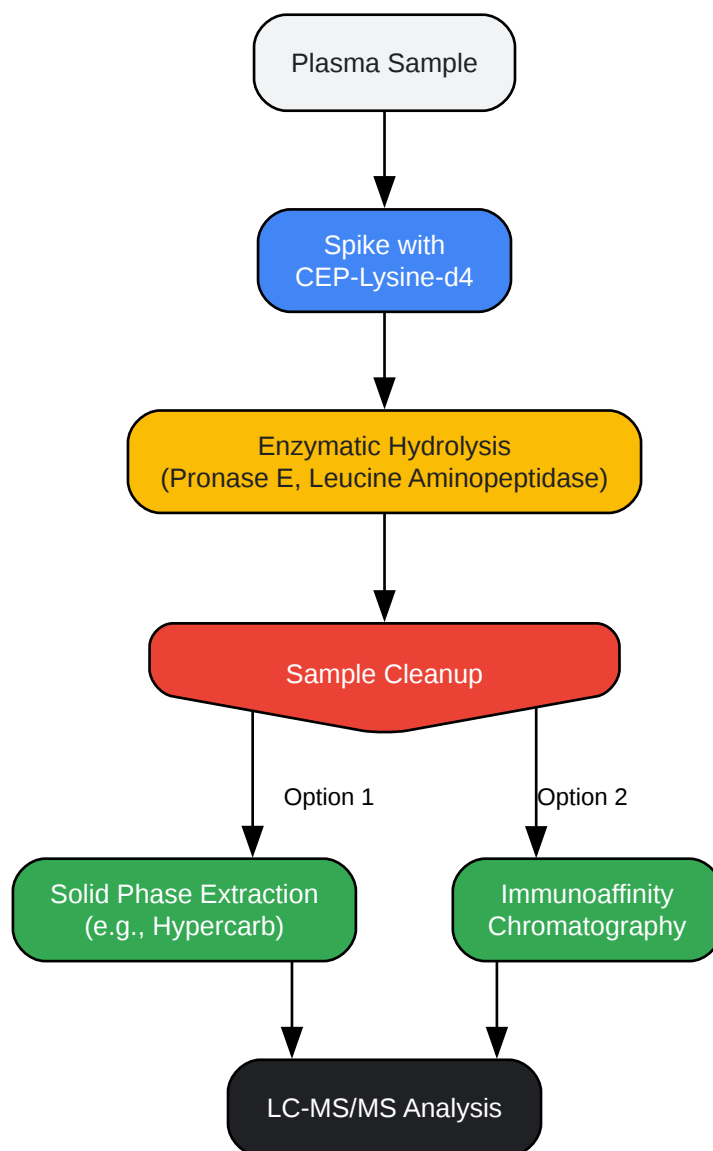 Plasma Sample
Spike with
CEP-Lysine-d4
Enzymatic Hydrolysis
(Pronase E, Leucine Aminopeptidase)
Sample Cleanup
Option 1
Option 2
Solid Phase Extraction
(e.g., Hypercarb)
Immunoaffinity
Chromatography
LC-MS/MS Analysis